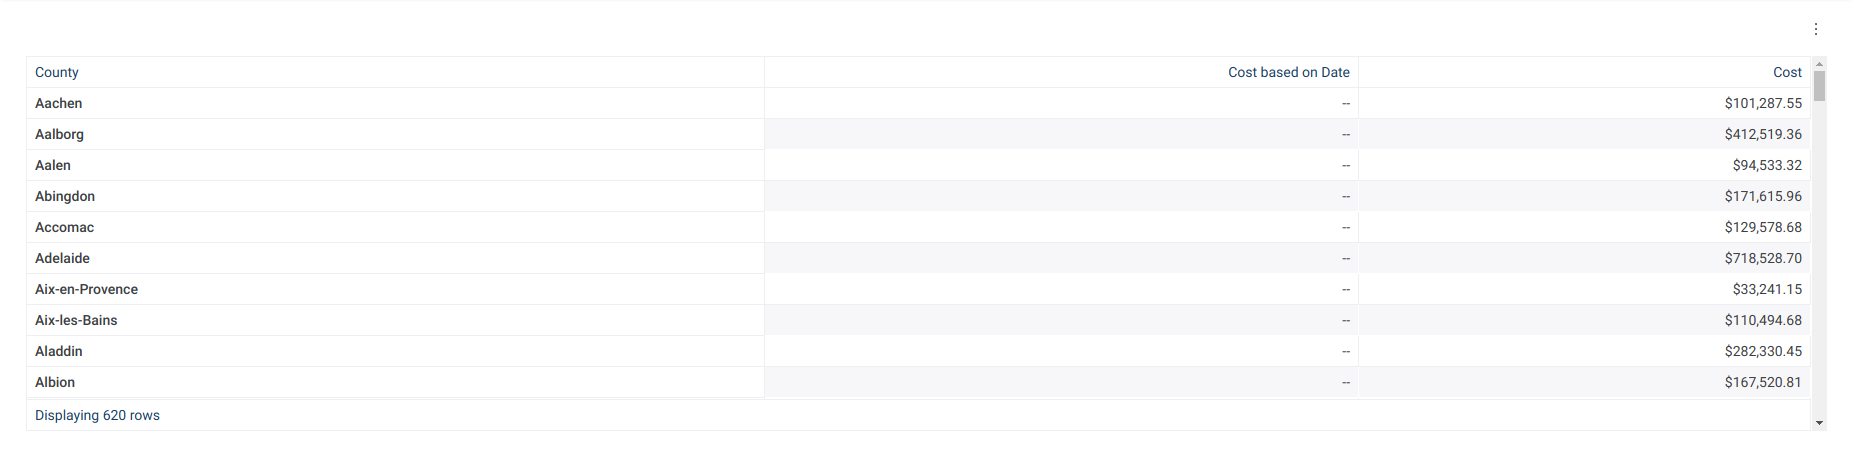 County Cost based on Date Cost
Aachen -- $101,287.55
Aalborg -- $412,519.36
Aalen -- $94,533.32
Abingdon -- $171,615.96
Accomac -- $129,578.68
Adelaide -- $718,528.70
Aix-en-Provence -- $33,241.15
Aix-les-Bains -- $110,494.68
Aladdin -- $282,330.45
Albion -- $167,520.81
Displaying 620 rows